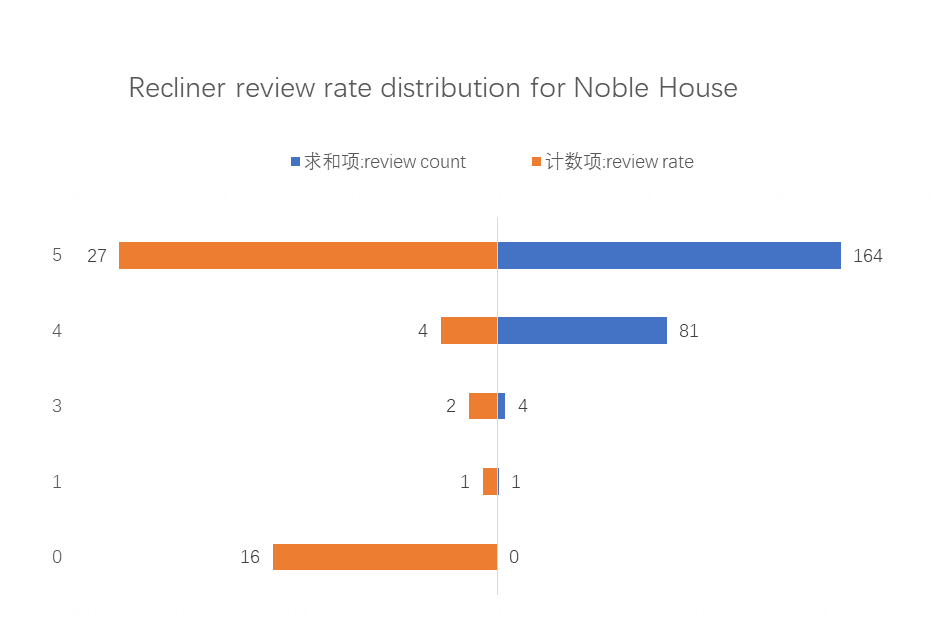 Recliner review rate distribution for Noble House
求和项:review count 计数项:review rate
5 27 164
4 4 81
3 2 4
1 1 1
0 16 0